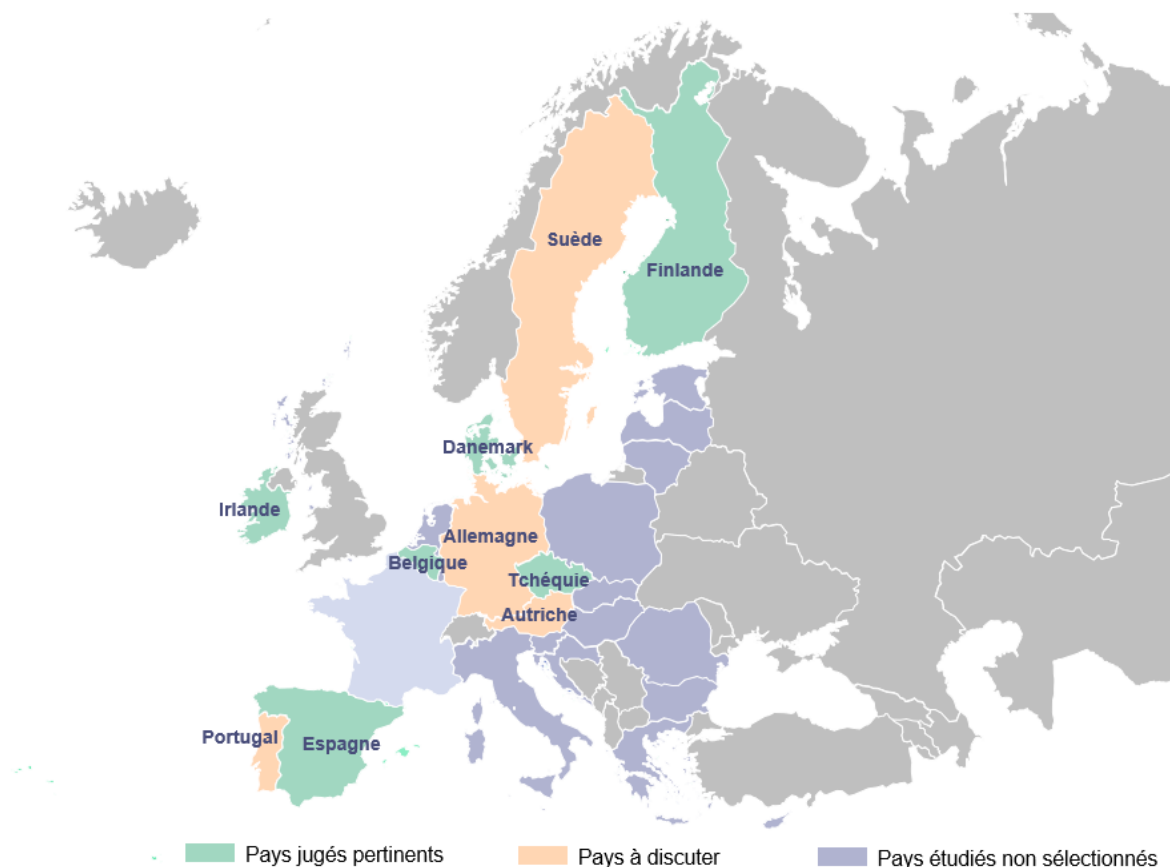 Suède
Finlande
Danemark
Irlande
Allemagne
Belgique
Tchéquie
Autriche
Portugal
Espagne
Pays jugés pertinents
Pays à discuter
Pays étudiés non sélectionnés